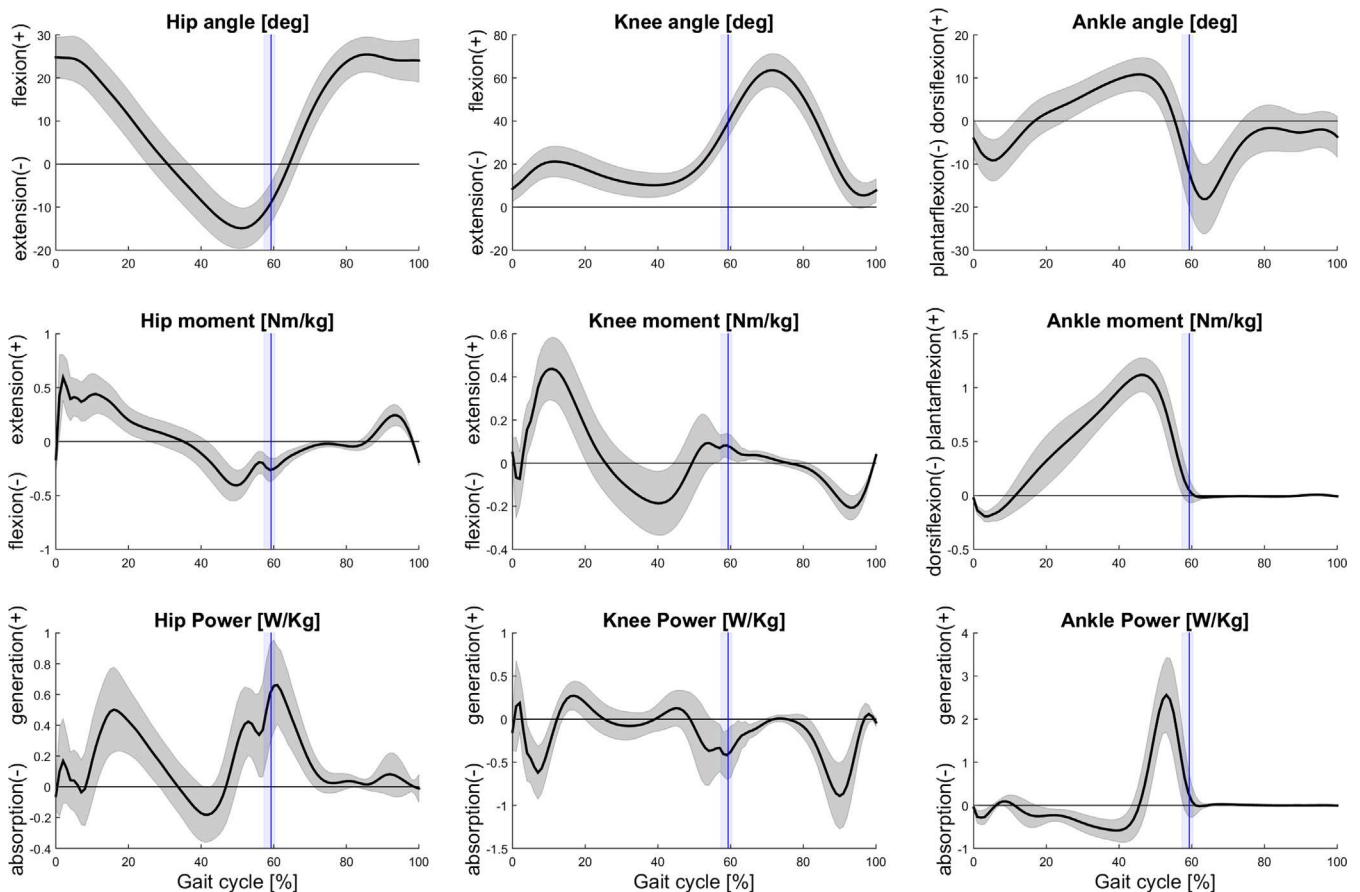 Hip angle [deg]
Knee angle [deg]
Ankle angle [deg]
extension(-) flexion(+)
30
20
10
0
-10
-20
0 20 40 60 80 100
extension(-) flexion(+)
80
60
40
20
0
-20
0 20 40 60 80 100
plantarflexion(-) dorsiflexion(+)
20
10
0
-10
-20
-30
0 20 40 60 80 100
Hip moment [Nm/kg]
Knee moment [Nm/kg]
Ankle moment [Nm/kg]
flexion(-) extension(+)
1
0.5
0
-0.5
-1
0 20 40 60 80 100
flexion(-) extension(+)
0.6
0.4
0.2
0
-0.2
-0.4
0 20 40 60 80 100
dorsiflexion(-) plantarflexion(+)
1.5
1
0.5
0
-0.5
0 20 40 60 80 100
Hip Power [W/Kg]
Knee Power [W/Kg]
Ankle Power [W/Kg]
absorption(-) generation(+)
1
0.8
0.6
0.4
0.2
0
-0.2
-0.4
0 20 40 60 80 100
Gait cycle [%]
absorption(-) generation(+)
1
0.5
0
-0.5
-1
-1.5
0 20 40 60 80 100
Gait cycle [%]
absorption(-) generation(+)
4
3
2
1
0
-1
0 20 40 60 80 100
Gait cycle [%]